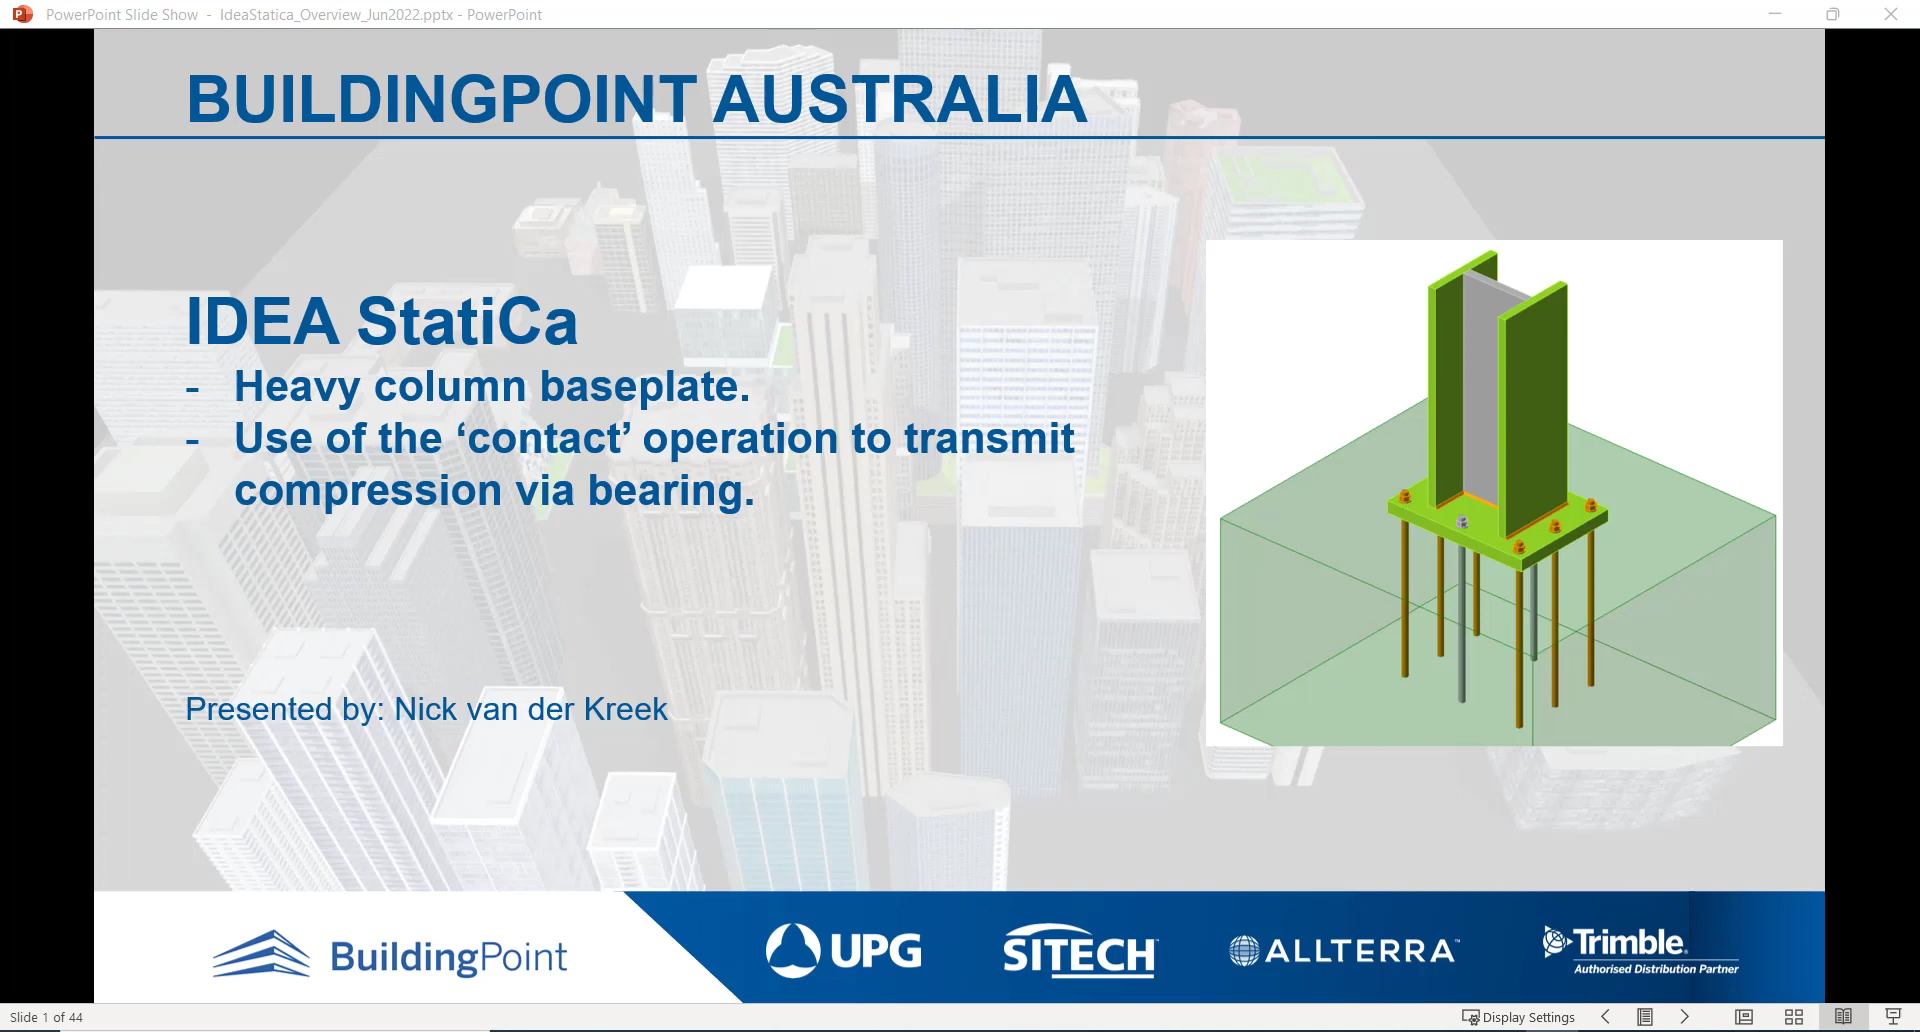 PowerPoint Slide Show - IdeaStatica_Overview_Jun2022.pptx - PowerPoint
BUILDINGPOINT AUSTRALIA
IDEA StatiCa
- Heavy column baseplate.
- Use of the ‘contact’ operation to transmit
compression via bearing.
Presented by: Nick van der Kreek
BuildingPoint
UPG
SITECH™
ALLTERRA™
Trimble®
Authorised Distribution Partner
Slide 1 of 44
Display Settings